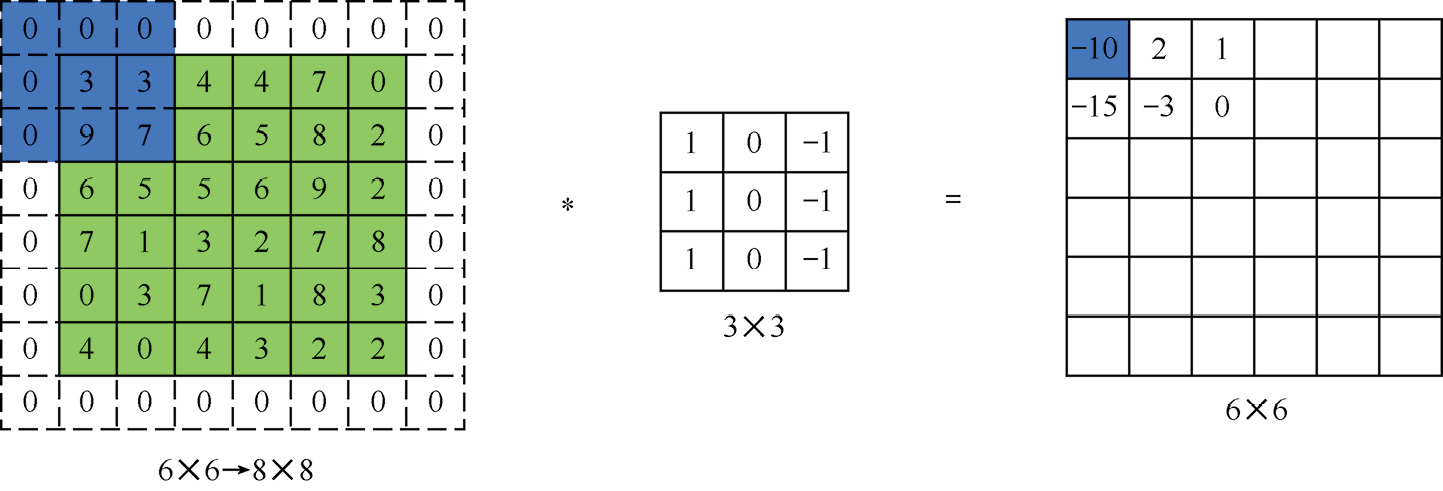 0 0 0 0 0 0 0 0
0 3 3 4 4 7 0 0
0 9 7 6 5 8 2 0
0 6 5 5 6 9 2 0
0 7 1 3 2 7 8 0
0 0 3 7 1 8 3 0
0 4 0 4 3 2 2 0
0 0 0 0 0 0 0 0
6×6→8×8
*
1 0 −1
1 0 −1
1 0 −1
3×3
=
−10 2 1
−15 −3 0
6×6